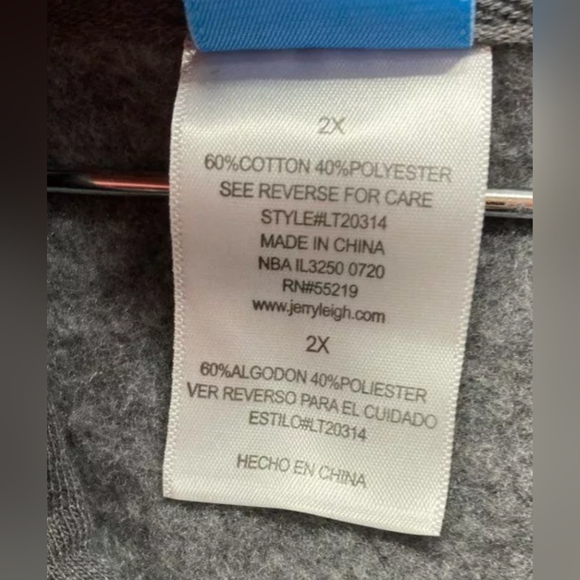 2X
60%COTTON 40%POLYESTER
SEE REVERSE FOR CARE
STYLE#LT20314
MADE IN CHINA
NBA IL3250 0720
RN#55219
www.jerryleigh.com
2X
60%ALGODON 40%POLIESTER
VER REVERSO PARA EL CUIDADO
ESTILO#LT20314
HECHO EN CHINA